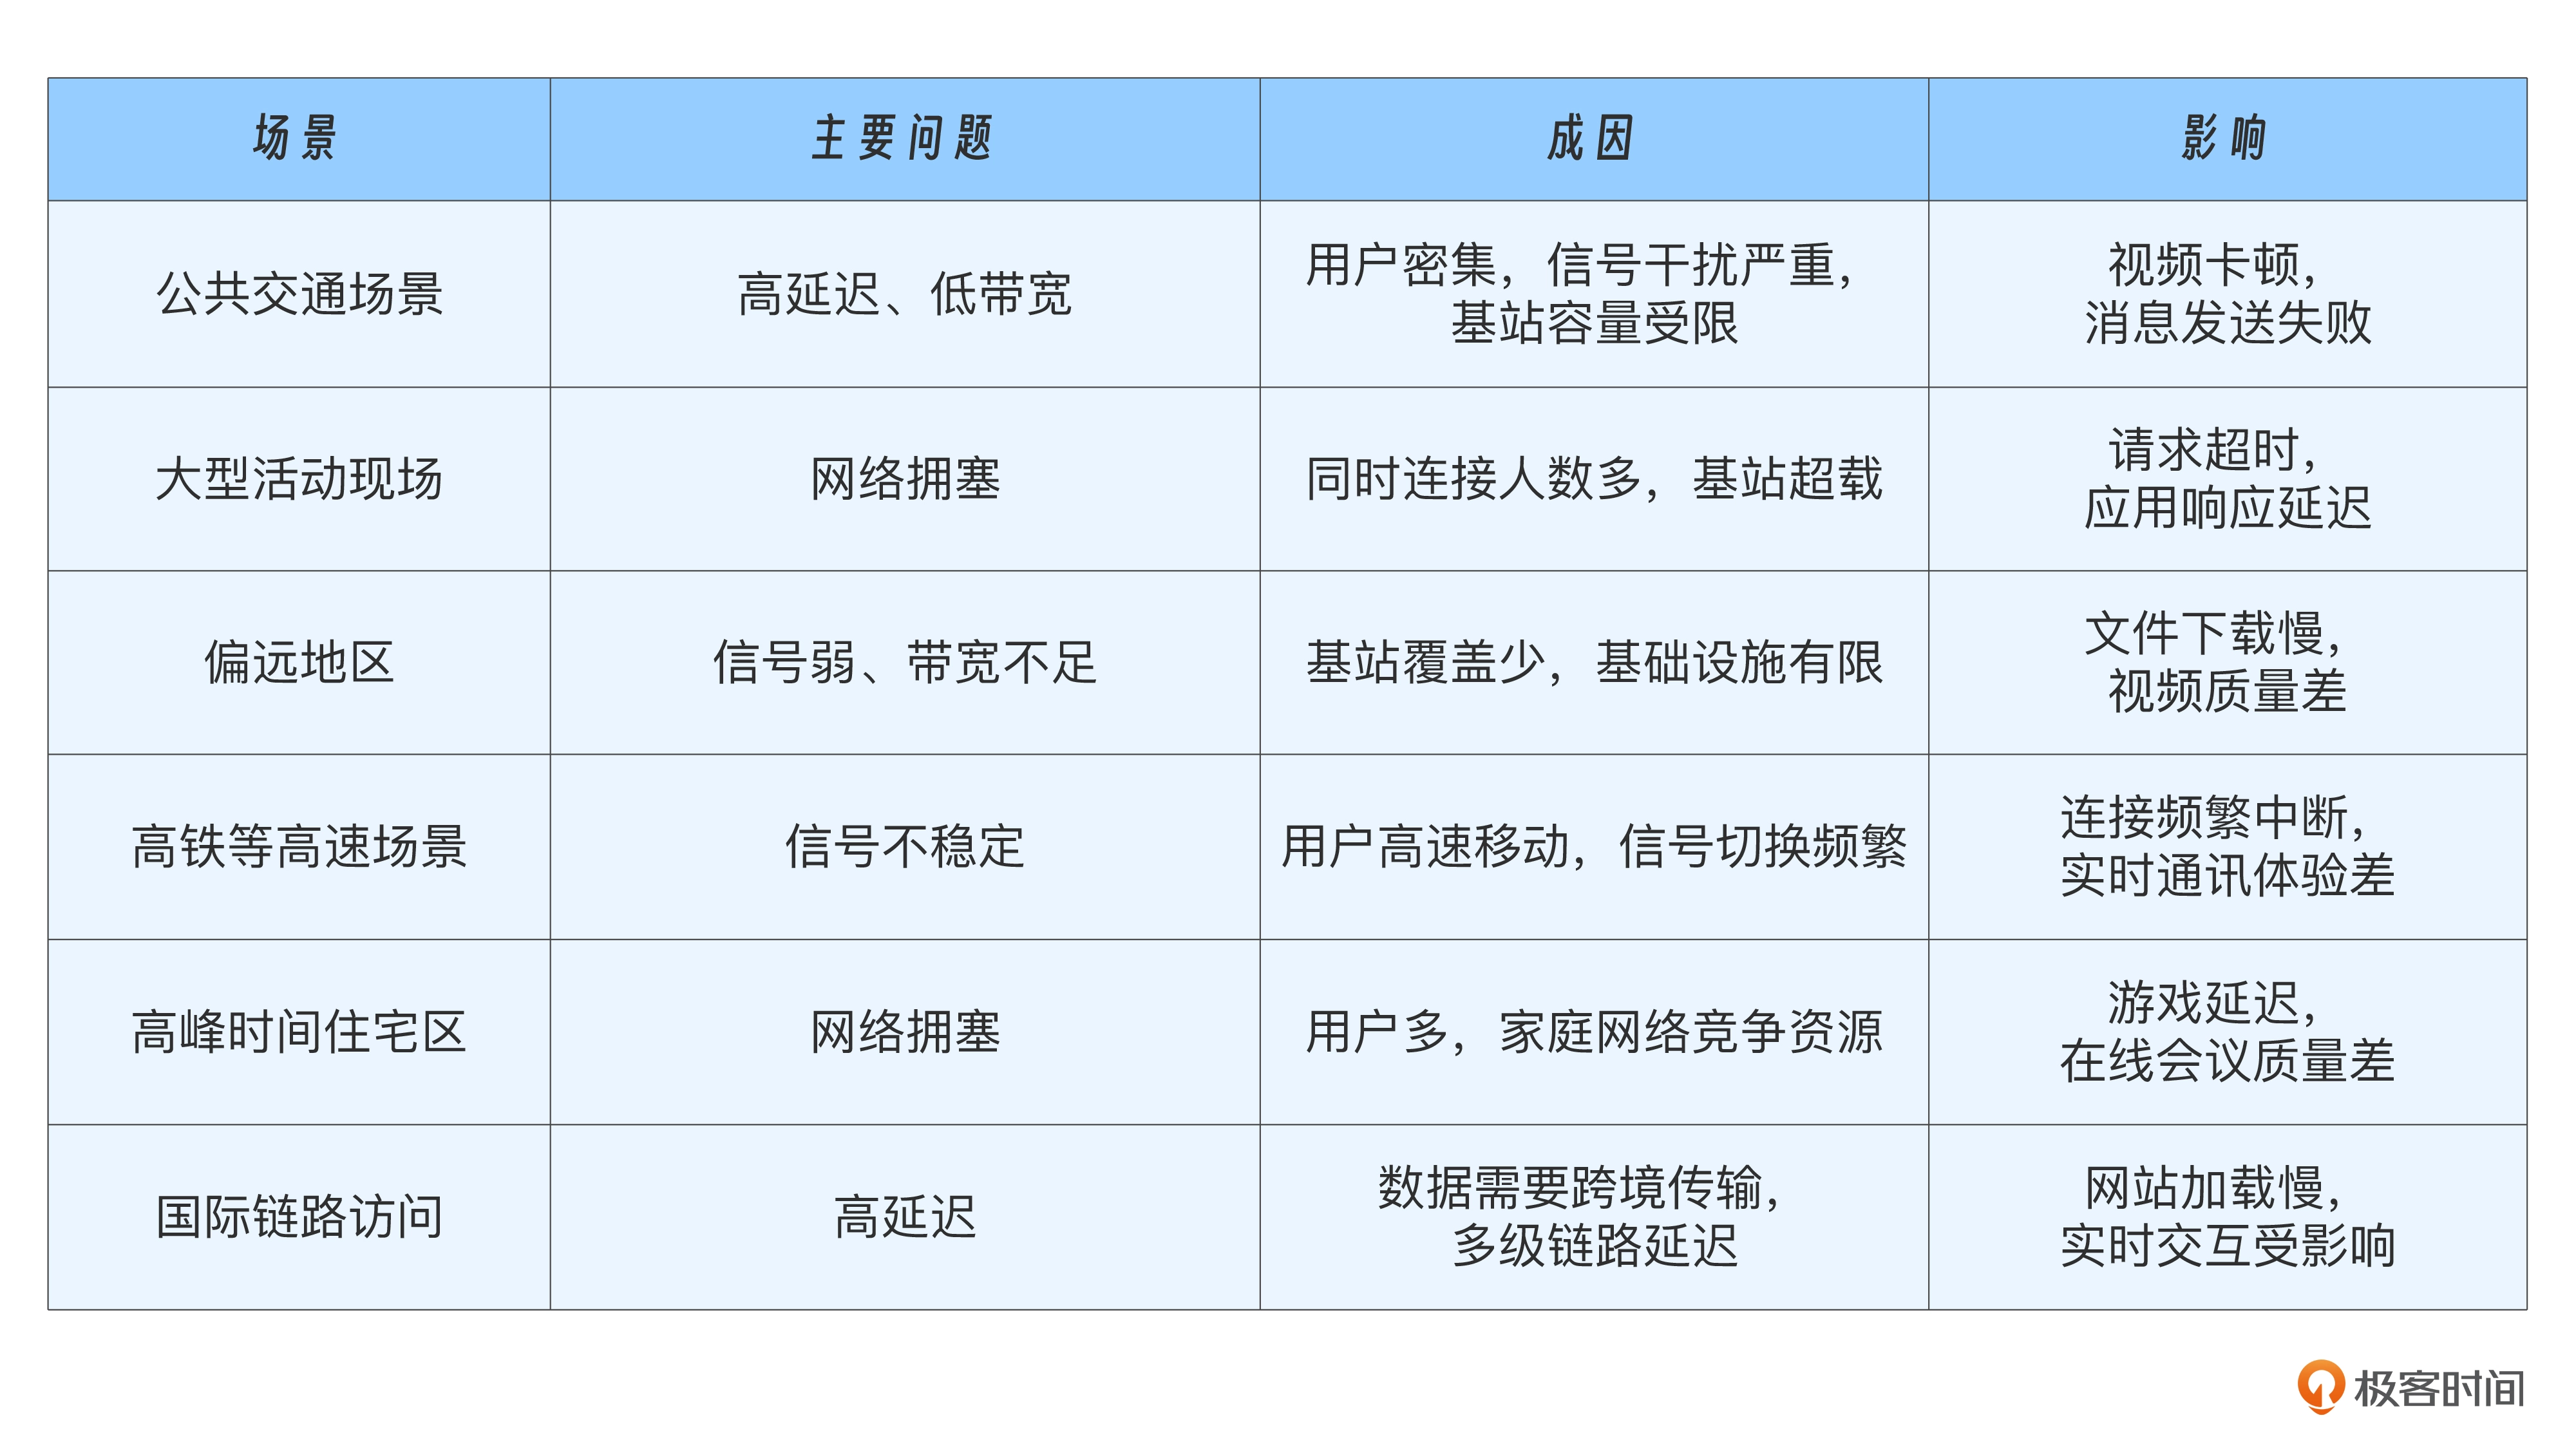 场景 主要问题 成因 影响
公共交通场景 高延迟、低带宽 用户密集，信号干扰严重， 视频卡顿，
基站容量受限 消息发送失败
大型活动现场 网络拥塞 同时连接人数多，基站超载 请求超时，
应用响应延迟
偏远地区 信号弱、带宽不足 基站覆盖少，基础设施有限 文件下载慢，
视频质量差
高铁等高速场景 信号不稳定 用户高速移动，信号切换频繁 连接频繁中断，
实时通讯体验差
高峰时间住宅区 网络拥塞 用户多，家庭网络竞争资源 游戏延迟，
在线会议质量差
国际链路访问 高延迟 数据需要跨境传输， 网站加载慢，
多级链路延迟 实时交互受影响
极客时间